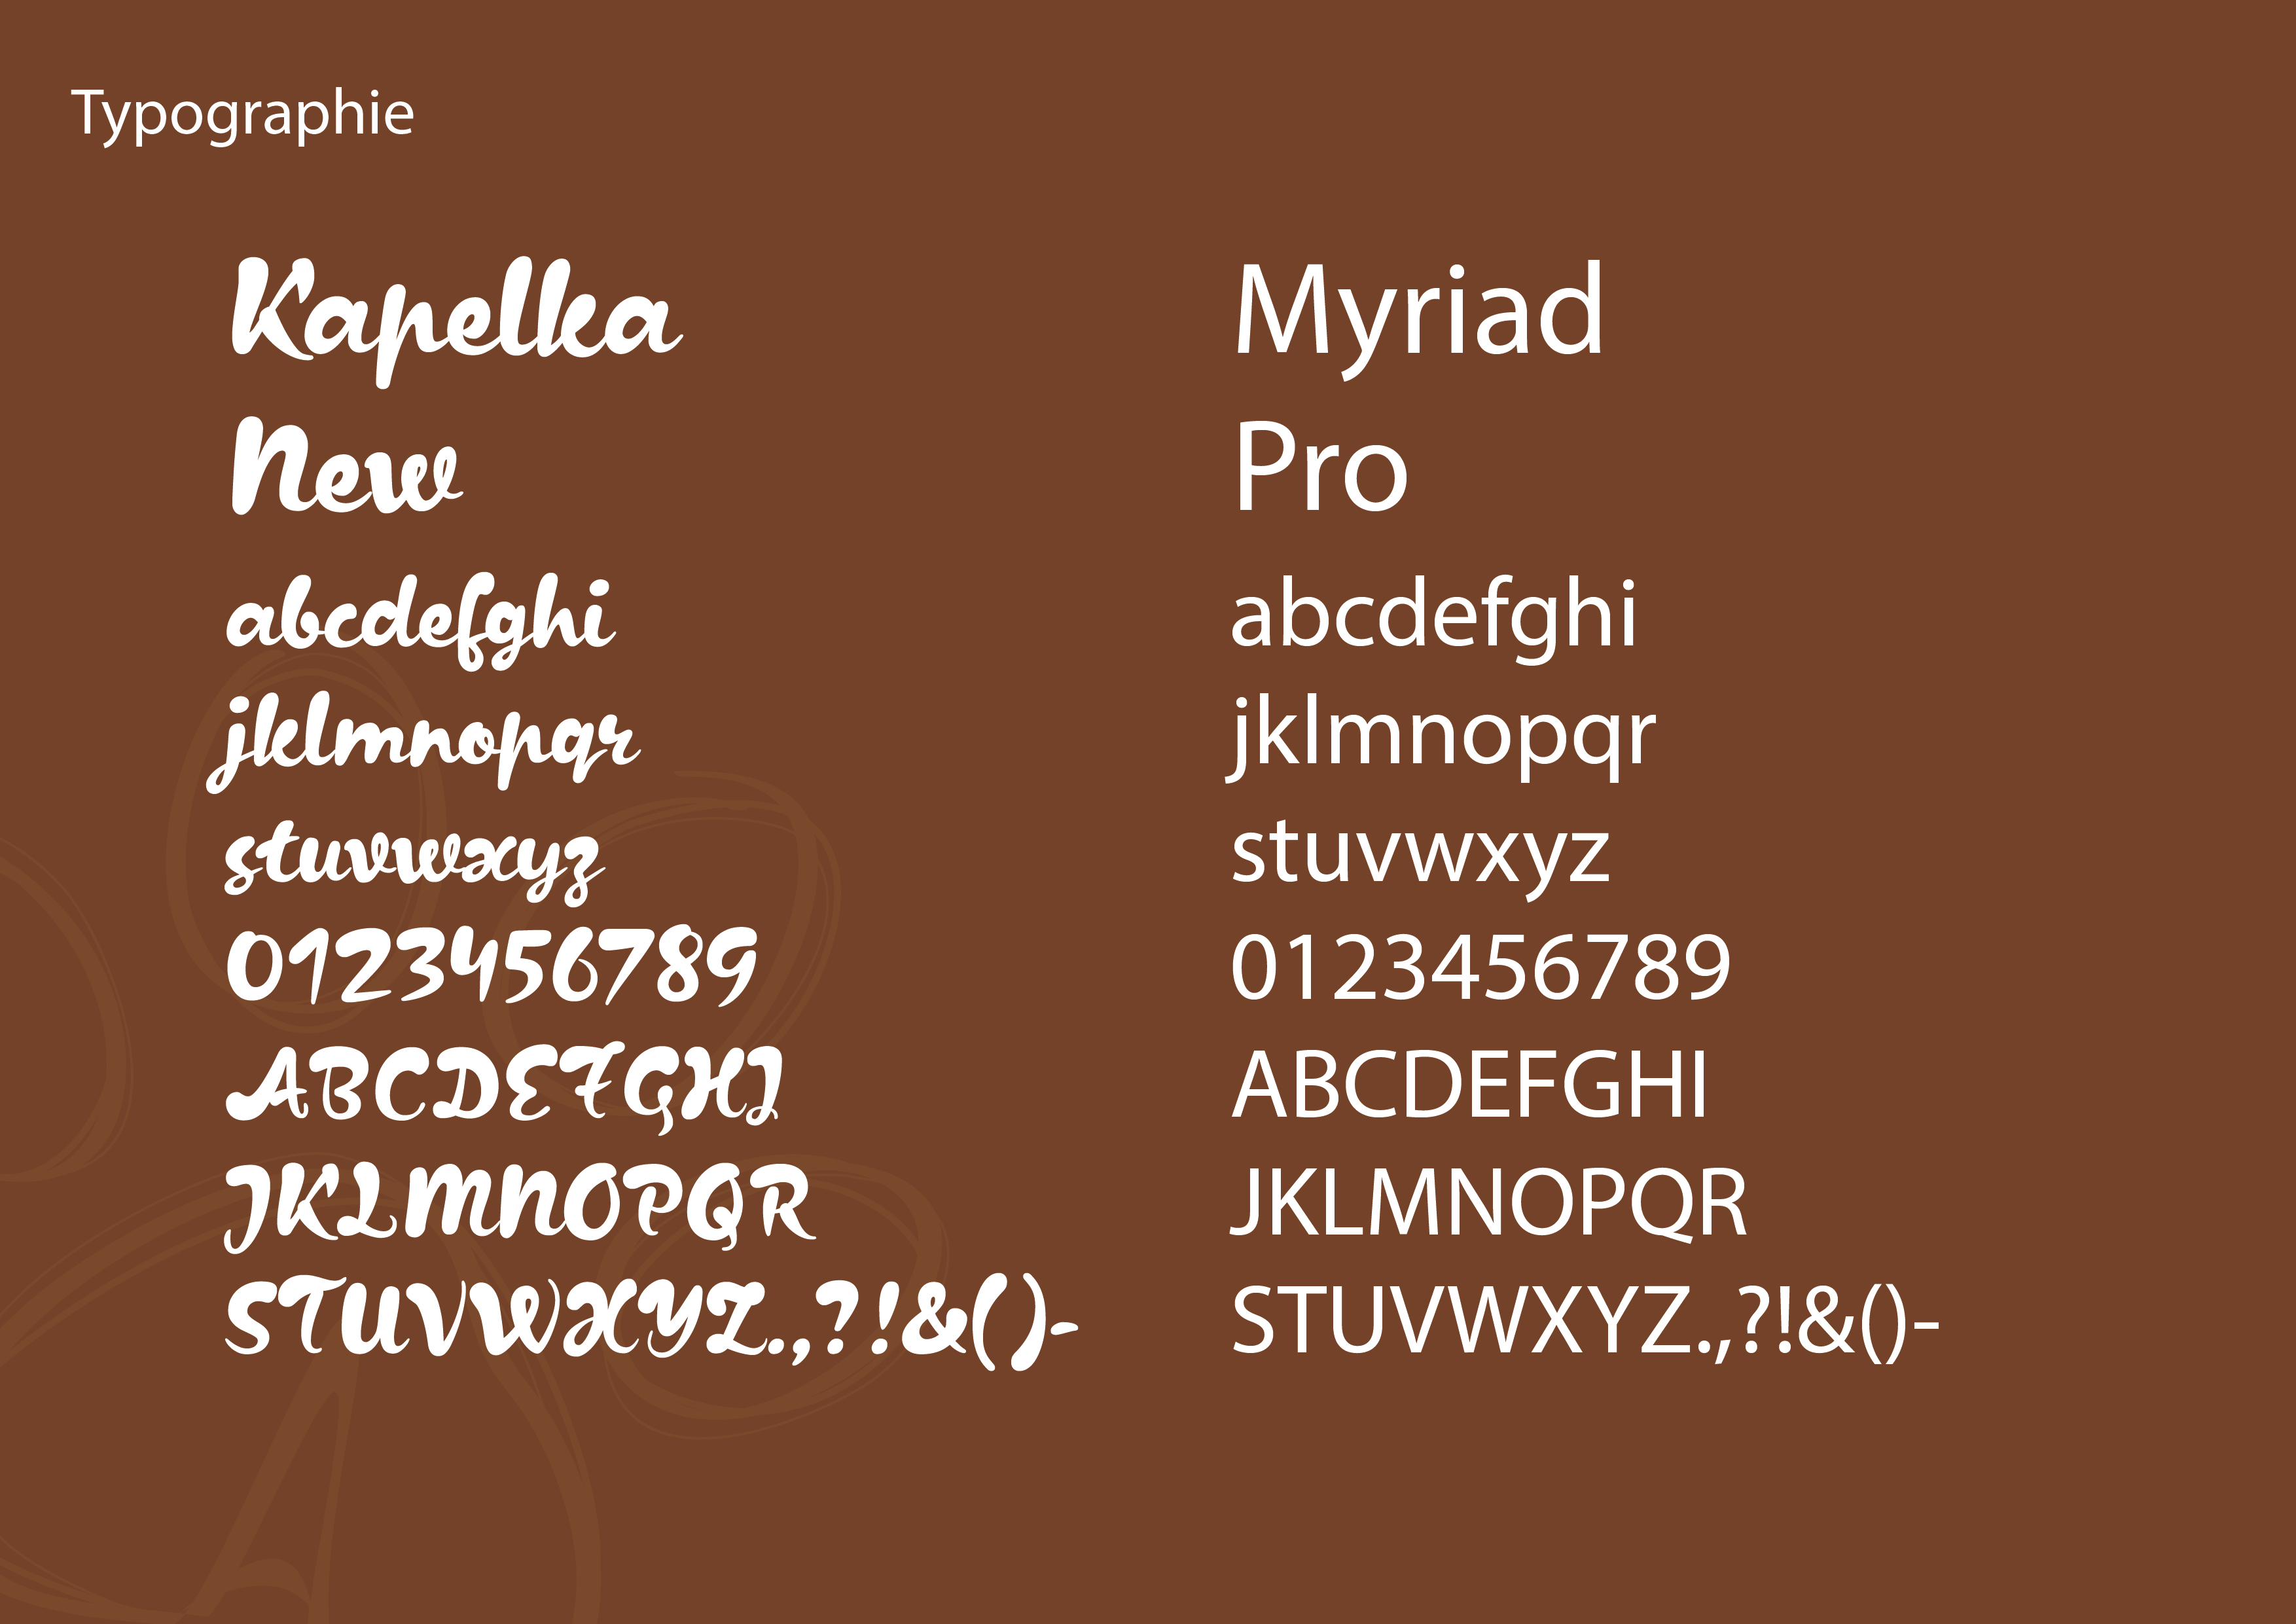 Typographie
Kapelka
New
abcdefghi
jklmnopqr
stuvwxyz
0123456789
ABCDEFGHI
JKLMNOPQR
STUVWXYZ.,?!&()-
Myriad
Pro
abcdefghi
jklmnopqr
stuvwxyz
0123456789
ABCDEFGHI
JKLMNOPQR
STUVWXYZ.,?!&()-